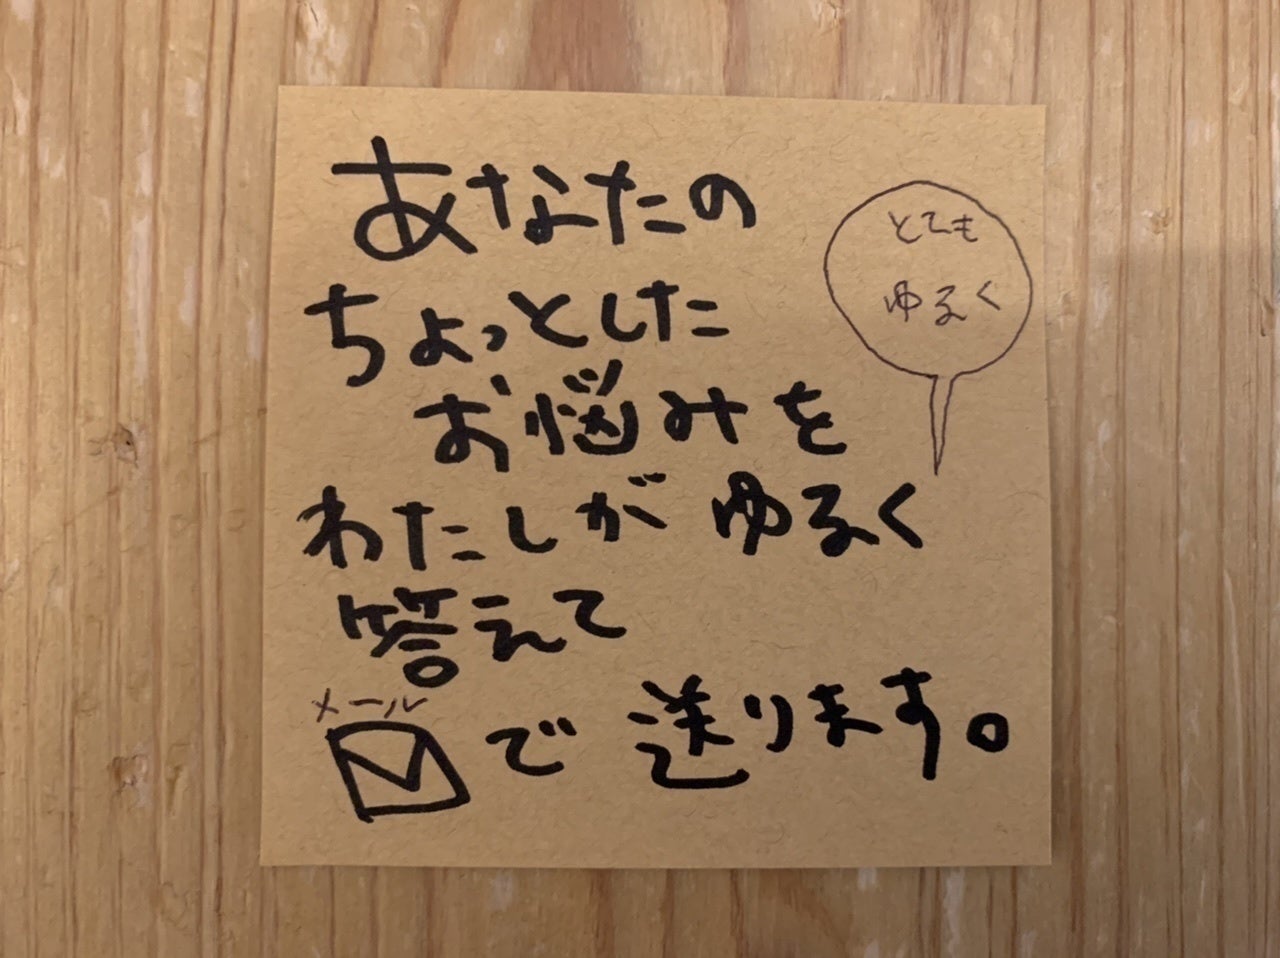 あなたの
ちょっとした
お悩みを
わたしがゆるく
とても
ゆるく
答えて
メール
で送ります。